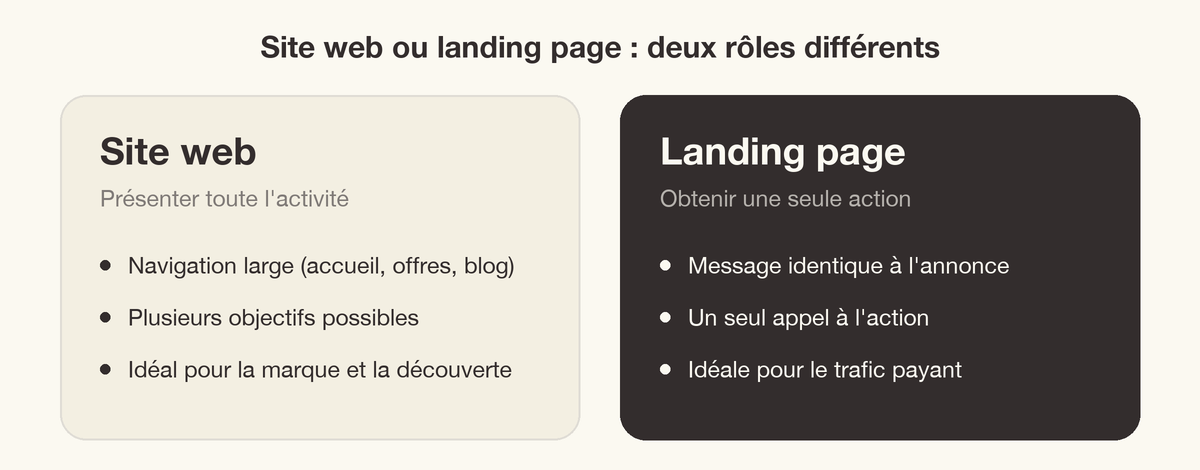 Site web ou landing page : deux rôles différents
Site web
Présenter toute l'activité
Navigation large (accueil, offres, blog)
Plusieurs objectifs possibles
Idéal pour la marque et la découverte
Landing page
Obtenir une seule action
Message identique à l'annonce
Un seul appel à l'action
Idéale pour le trafic payant